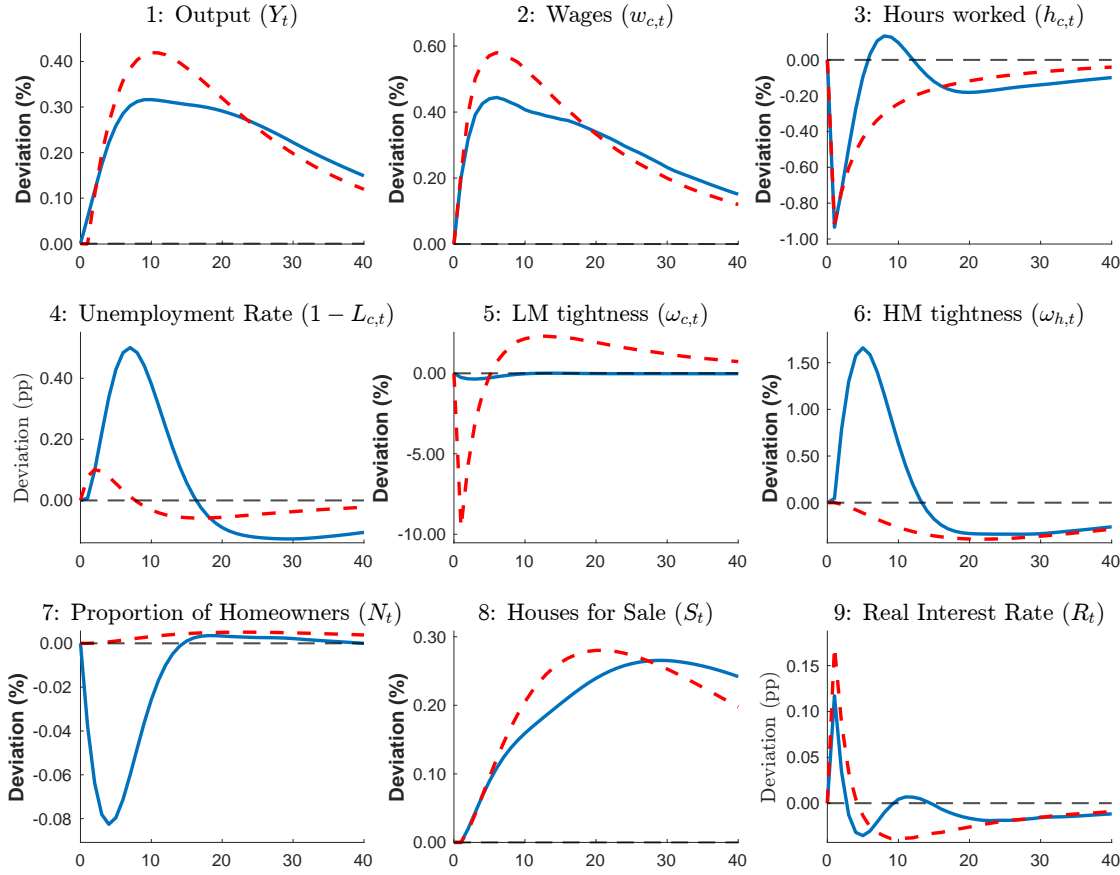 1: Output (Y_t)
Deviation (%)
0.40
0.30
0.20
0.10
0.00
0 10 20 30 40
2: Wages (w_{c,t})
Deviation (%)
0.60
0.40
0.20
0.00
0 10 20 30 40
3: Hours worked (h_{c,t})
Deviation (%)
0.00
-0.20
-0.40
-0.60
-0.80
-1.00
0 10 20 30 40
4: Unemployment Rate (1 − L_{c,t})
Deviation (pp)
0.40
0.20
0.00
0 10 20 30 40
5: LM tightness (ω_{c,t})
Deviation (%)
0.00
-5.00
-10.00
0 10 20 30 40
6: HM tightness (ω_{h,t})
Deviation (%)
1.50
1.00
0.50
0.00
0 10 20 30 40
7: Proportion of Homeowners (N_t)
Deviation (%)
0.00
-0.02
-0.04
-0.06
-0.08
0 10 20 30 40
8: Houses for Sale (S_t)
Deviation (%)
0.30
0.20
0.10
0.00
0 10 20 30 40
9: Real Interest Rate (R_t)
Deviation (pp)
0.15
0.10
0.05
0.00
0 10 20 30 40